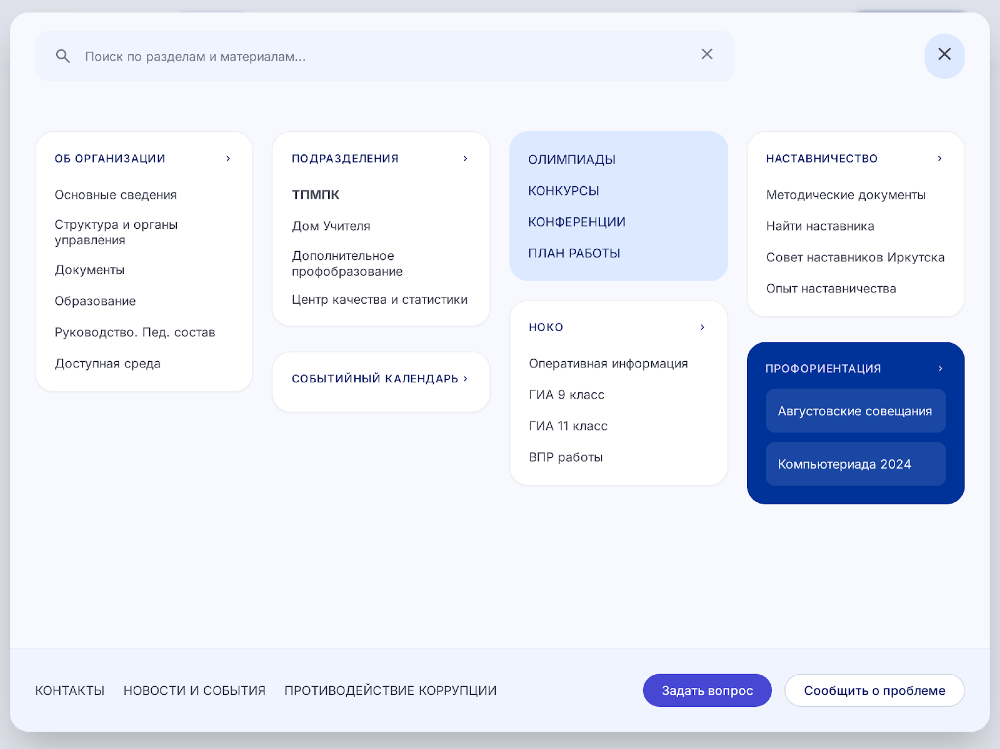 Поиск по разделам и материалам...
ОБ ОРГАНИЗАЦИИ
Основные сведения
Структура и органы
управления
Документы
Образование
Руководство. Пед. состав
Доступная среда
ПОДРАЗДЕЛЕНИЯ
ТПМПК
Дом Учителя
Дополнительное
профобразование
Центр качества и статистики
СОБЫТИЙНЫЙ КАЛЕНДАРЬ
ОЛИМПИАДЫ
КОНКУРСЫ
КОНФЕРЕНЦИИ
ПЛАН РАБОТЫ
НОКО
Оперативная информация
ГИА 9 класс
ГИА 11 класс
ВПР работы
НАСТАВНИЧЕСТВО
Методические документы
Найти наставника
Совет наставников Иркутска
Опыт наставничества
ПРОФОРИЕНТАЦИЯ
Августовские совещания
Компьютериада 2024
КОНТАКТЫ
НОВОСТИ И СОБЫТИЯ
ПРОТИВОДЕЙСТВИЕ КОРРУПЦИИ
Задать вопрос
Сообщить о проблеме